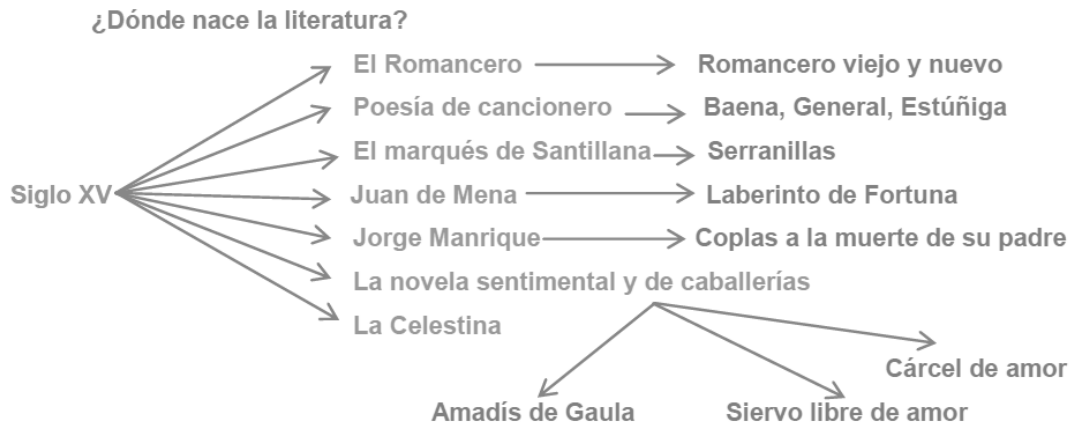 ¿Dónde nace la literatura?
El Romancero Romancero viejo y nuevo
Poesía de cancionero Baena, General, Estúñiga
El marqués de Santillana Serranillas
Siglo XV Juan de Mena Laberinto de Fortuna
Jorge Manrique Coplas a la muerte de su padre
La novela sentimental y de caballerías
La Celestina
Cárcel de amor
Amadís de Gaula Siervo libre de amor